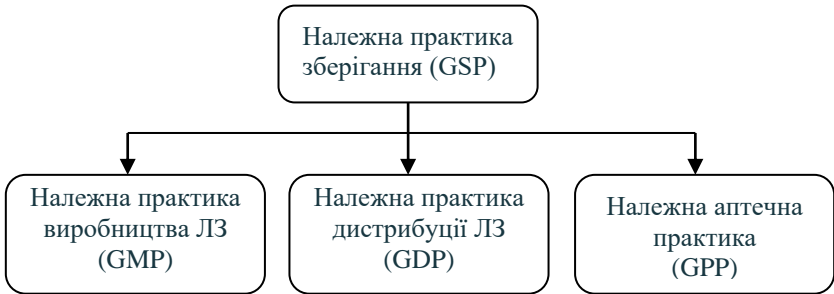 Належна практика
зберігання (GSP)
Належна практика
виробництва ЛЗ
(GMP)
Належна практика
дистрибуції ЛЗ
(GDP)
Належна аптечна
практика
(GPP)